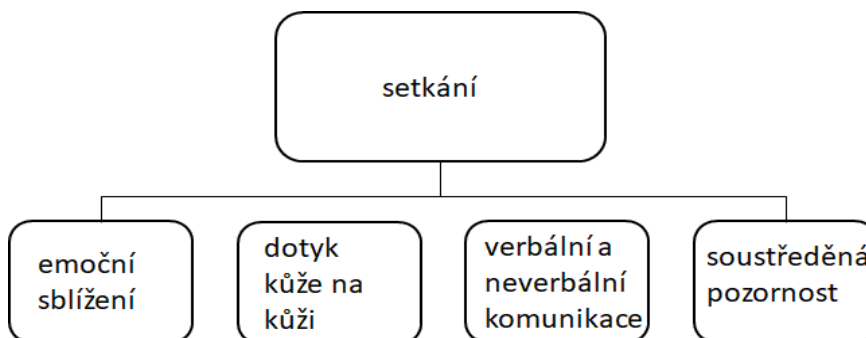 setkání
emoční
sblížení
dotyk
kůže na
kůži
verbální a
neverbální
komunikace
soustředěná
pozornost